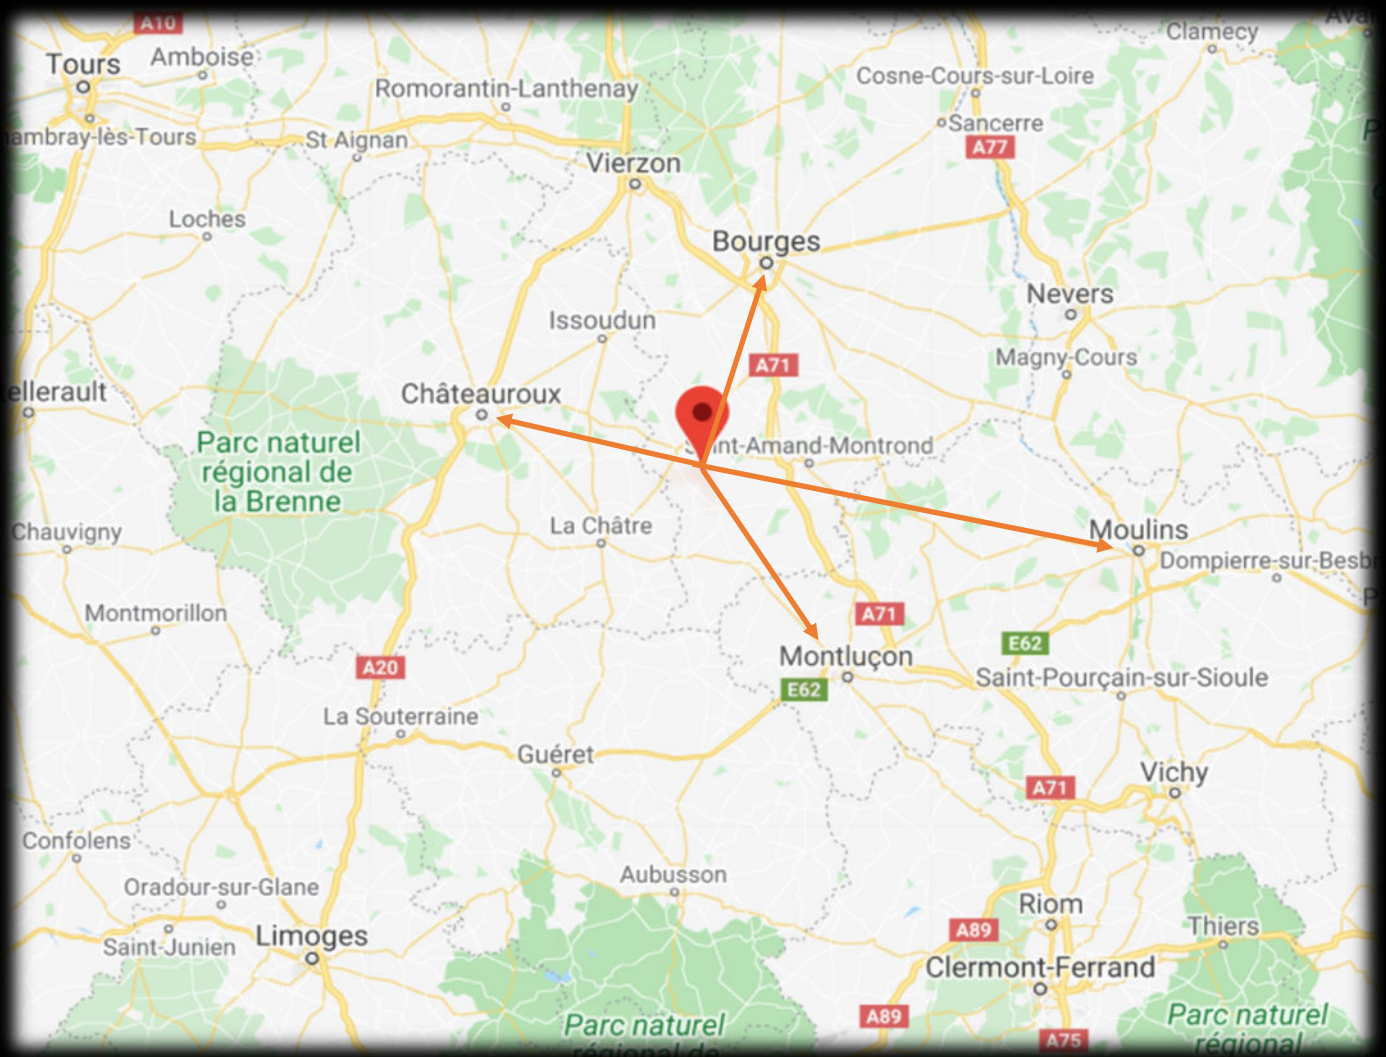 A10
Clamecy
Tours
Amboise
Cosne-Cours-sur-Loire
Romorantin-Lanthenay
Sancerre
ambray-lès-Tours
St Aignan
A77
Vierzon
Loches
Bourges
Nevers
Issoudun
Magny-Cours
A71
tellerault
Châteauroux
Parc naturel
régional de
la Brenne
int-Amand-Montrond
Chauvigny
La Châtre
Moulins
Dompierre-sur-Besbr
Montmorillon
A71
E62
A20
Montluçon
E62
Saint-Pourçain-sur-Sioule
La Souterraine
Guéret
Vichy
A71
Confolens
Aubusson
Oradour-sur-Glane
Riom
A89
Thiers
Limoges
Saint-Junien
Clermont-Ferrand
A89
Parc naturel
régional de
A75
Parc naturel
régional